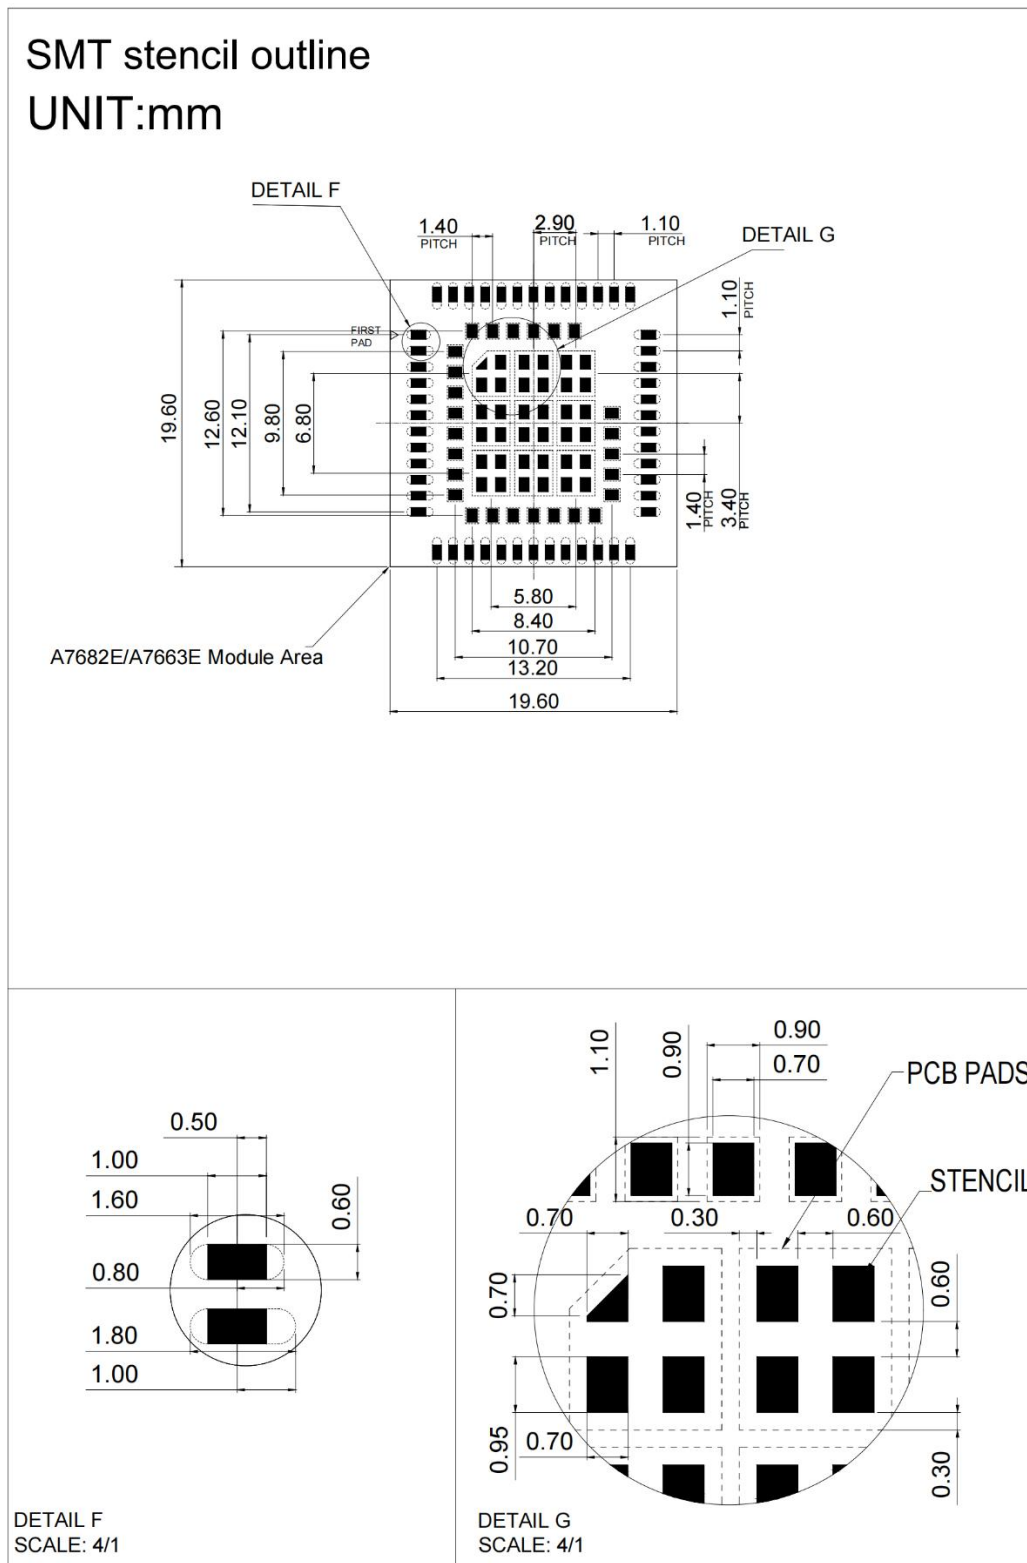 SMT stencil outline
UNIT:mm
DETAIL F
1.40
PITCH
2.90
PITCH
1.10
PITCH
DETAIL G
1.10
PITCH
FIRST
PAD
19.60
12.60
12.10
9.80
6.80
1.40
PITCH
3.40
PITCH
5.80
8.40
10.70
13.20
19.60
A7682E/A7663E Module Area
0.50
1.00
1.60
0.60
0.80
1.80
1.00
DETAIL F
SCALE: 4/1
1.10
0.90
0.90
0.70
PCB PADS
STENCIL
0.70
0.30
0.60
0.70
0.60
0.95
0.70
0.30
DETAIL G
SCALE: 4/1